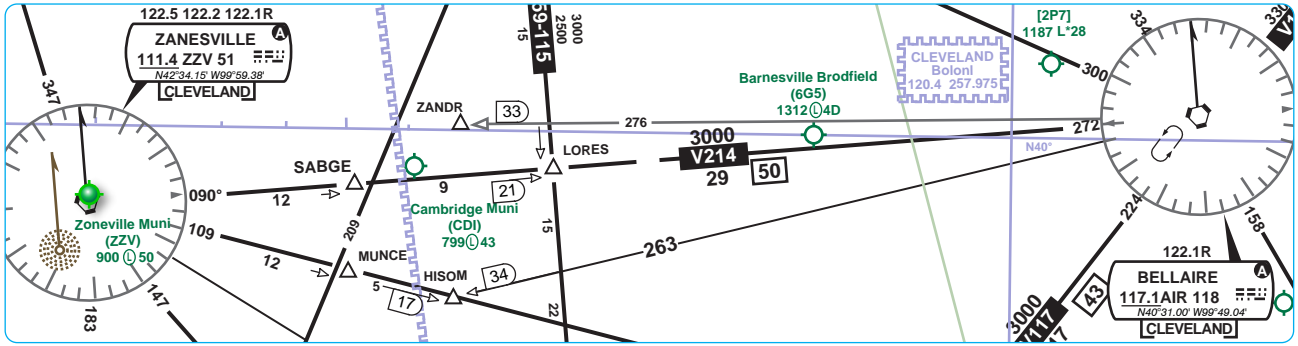 122.5 122.2 122.1R
ZANESVILLE
A
111.4 ZZV 51
N42°34.15' W99°59.38'
CLEVELAND
347
090°
109
147
183
Zoneville Muni
(ZZV)
900 L 50
12
SABGE
9
21
12
MUNCE
5
17
HISOM
34
209
Cambridge Muni
(CDI)
799 L 43
ZANDR
33
276
59-115
15
3000
2500
LORES
15
22
3000
V214
29
50
263
Barnesville Brodfield
(6G5)
1312 L 4D
CLEVELAND
Bolonl
120.4 257.975
N40°
[2P7]
1187 L*28
300
334
330
272
224
158
3000
V117
17
43
122.1R
BELLAIRE
A
117.1 AIR 118
N40°31.00' W99°49.04'
CLEVELAND